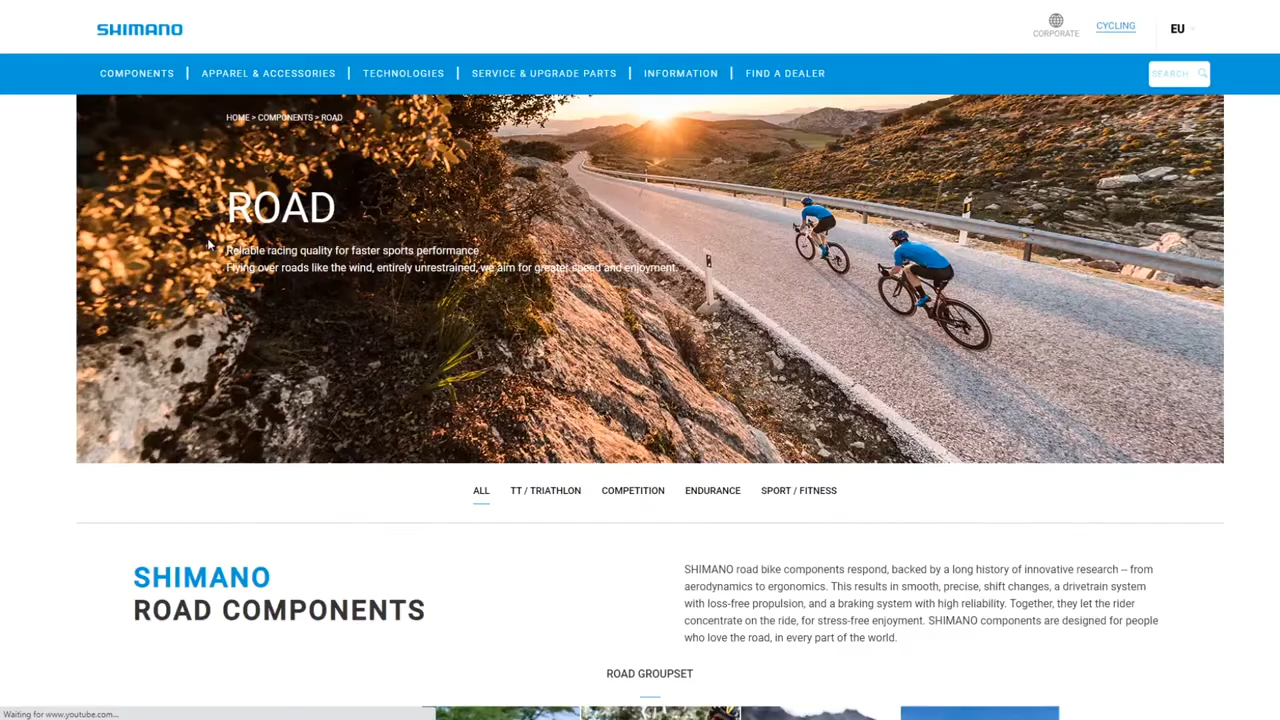 SHIMANO
CORPORATE
CYCLING
EU
COMPONENTS
APPAREL & ACCESSORIES
TECHNOLOGIES
SERVICE & UPGRADE PARTS
INFORMATION
FIND A DEALER
SEARCH
HOME > COMPONENTS > ROAD
ROAD
Reliable racing quality for faster sports performance
Flying over roads like the wind, entirely unrestrained, we aim for greater speed and enjoyment.
ALL
TT / TRIATHLON
COMPETITION
ENDURANCE
SPORT / FITNESS
SHIMANO
ROAD COMPONENTS
SHIMANO road bike components respond, backed by a long history of innovative research – from
aerodynamics to ergonomics. This results in smooth, precise, shift changes, a drivetrain system
with loss-free propulsion, and a braking system with high reliability. Together, they let the rider
concentrate on the ride, for stress-free enjoyment. SHIMANO components are designed for people
who love the road, in every part of the world.
ROAD GROUPSET
Waiting for www.youtube.com...